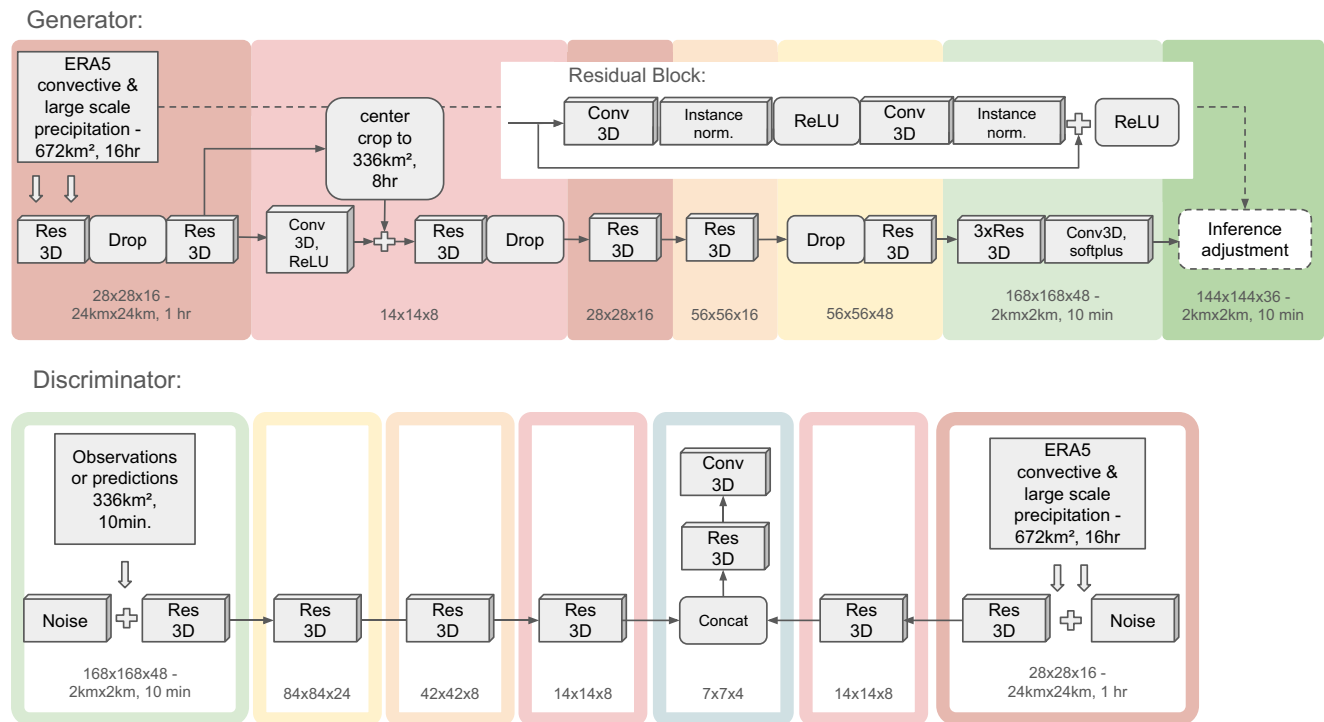 Generator:
ERA5
convective &
large scale
precipitation -
672km², 16hr
Res
3D
Drop
Res
3D
28x28x16 -
24kmx24km, 1 hr
center
crop to
336km²,
8hr
Conv
3D,
ReLU
Res
3D
Drop
14x14x8
Residual Block:
Conv
3D
Instance
norm.
ReLU
Conv
3D
Instance
norm.
ReLU
Res
3D
28x28x16
Res
3D
56x56x16
Drop
Res
3D
56x56x48
3xRes
3D
Conv3D,
softplus
168x168x48 -
2kmx2km, 10 min
Inference
adjustment
144x144x36 -
2kmx2km, 10 min
Discriminator:
Observations
or predictions
336km²,
10min.
Noise
Res
3D
168x168x48 -
2kmx2km, 10 min
Res
3D
84x84x24
Res
3D
42x42x8
Res
3D
14x14x8
Conv
3D
Res
3D
Concat
7x7x4
Res
3D
14x14x8
ERA5
convective &
large scale
precipitation -
672km², 16hr
Res
3D
Noise
28x28x16 -
24kmx24km, 1 hr